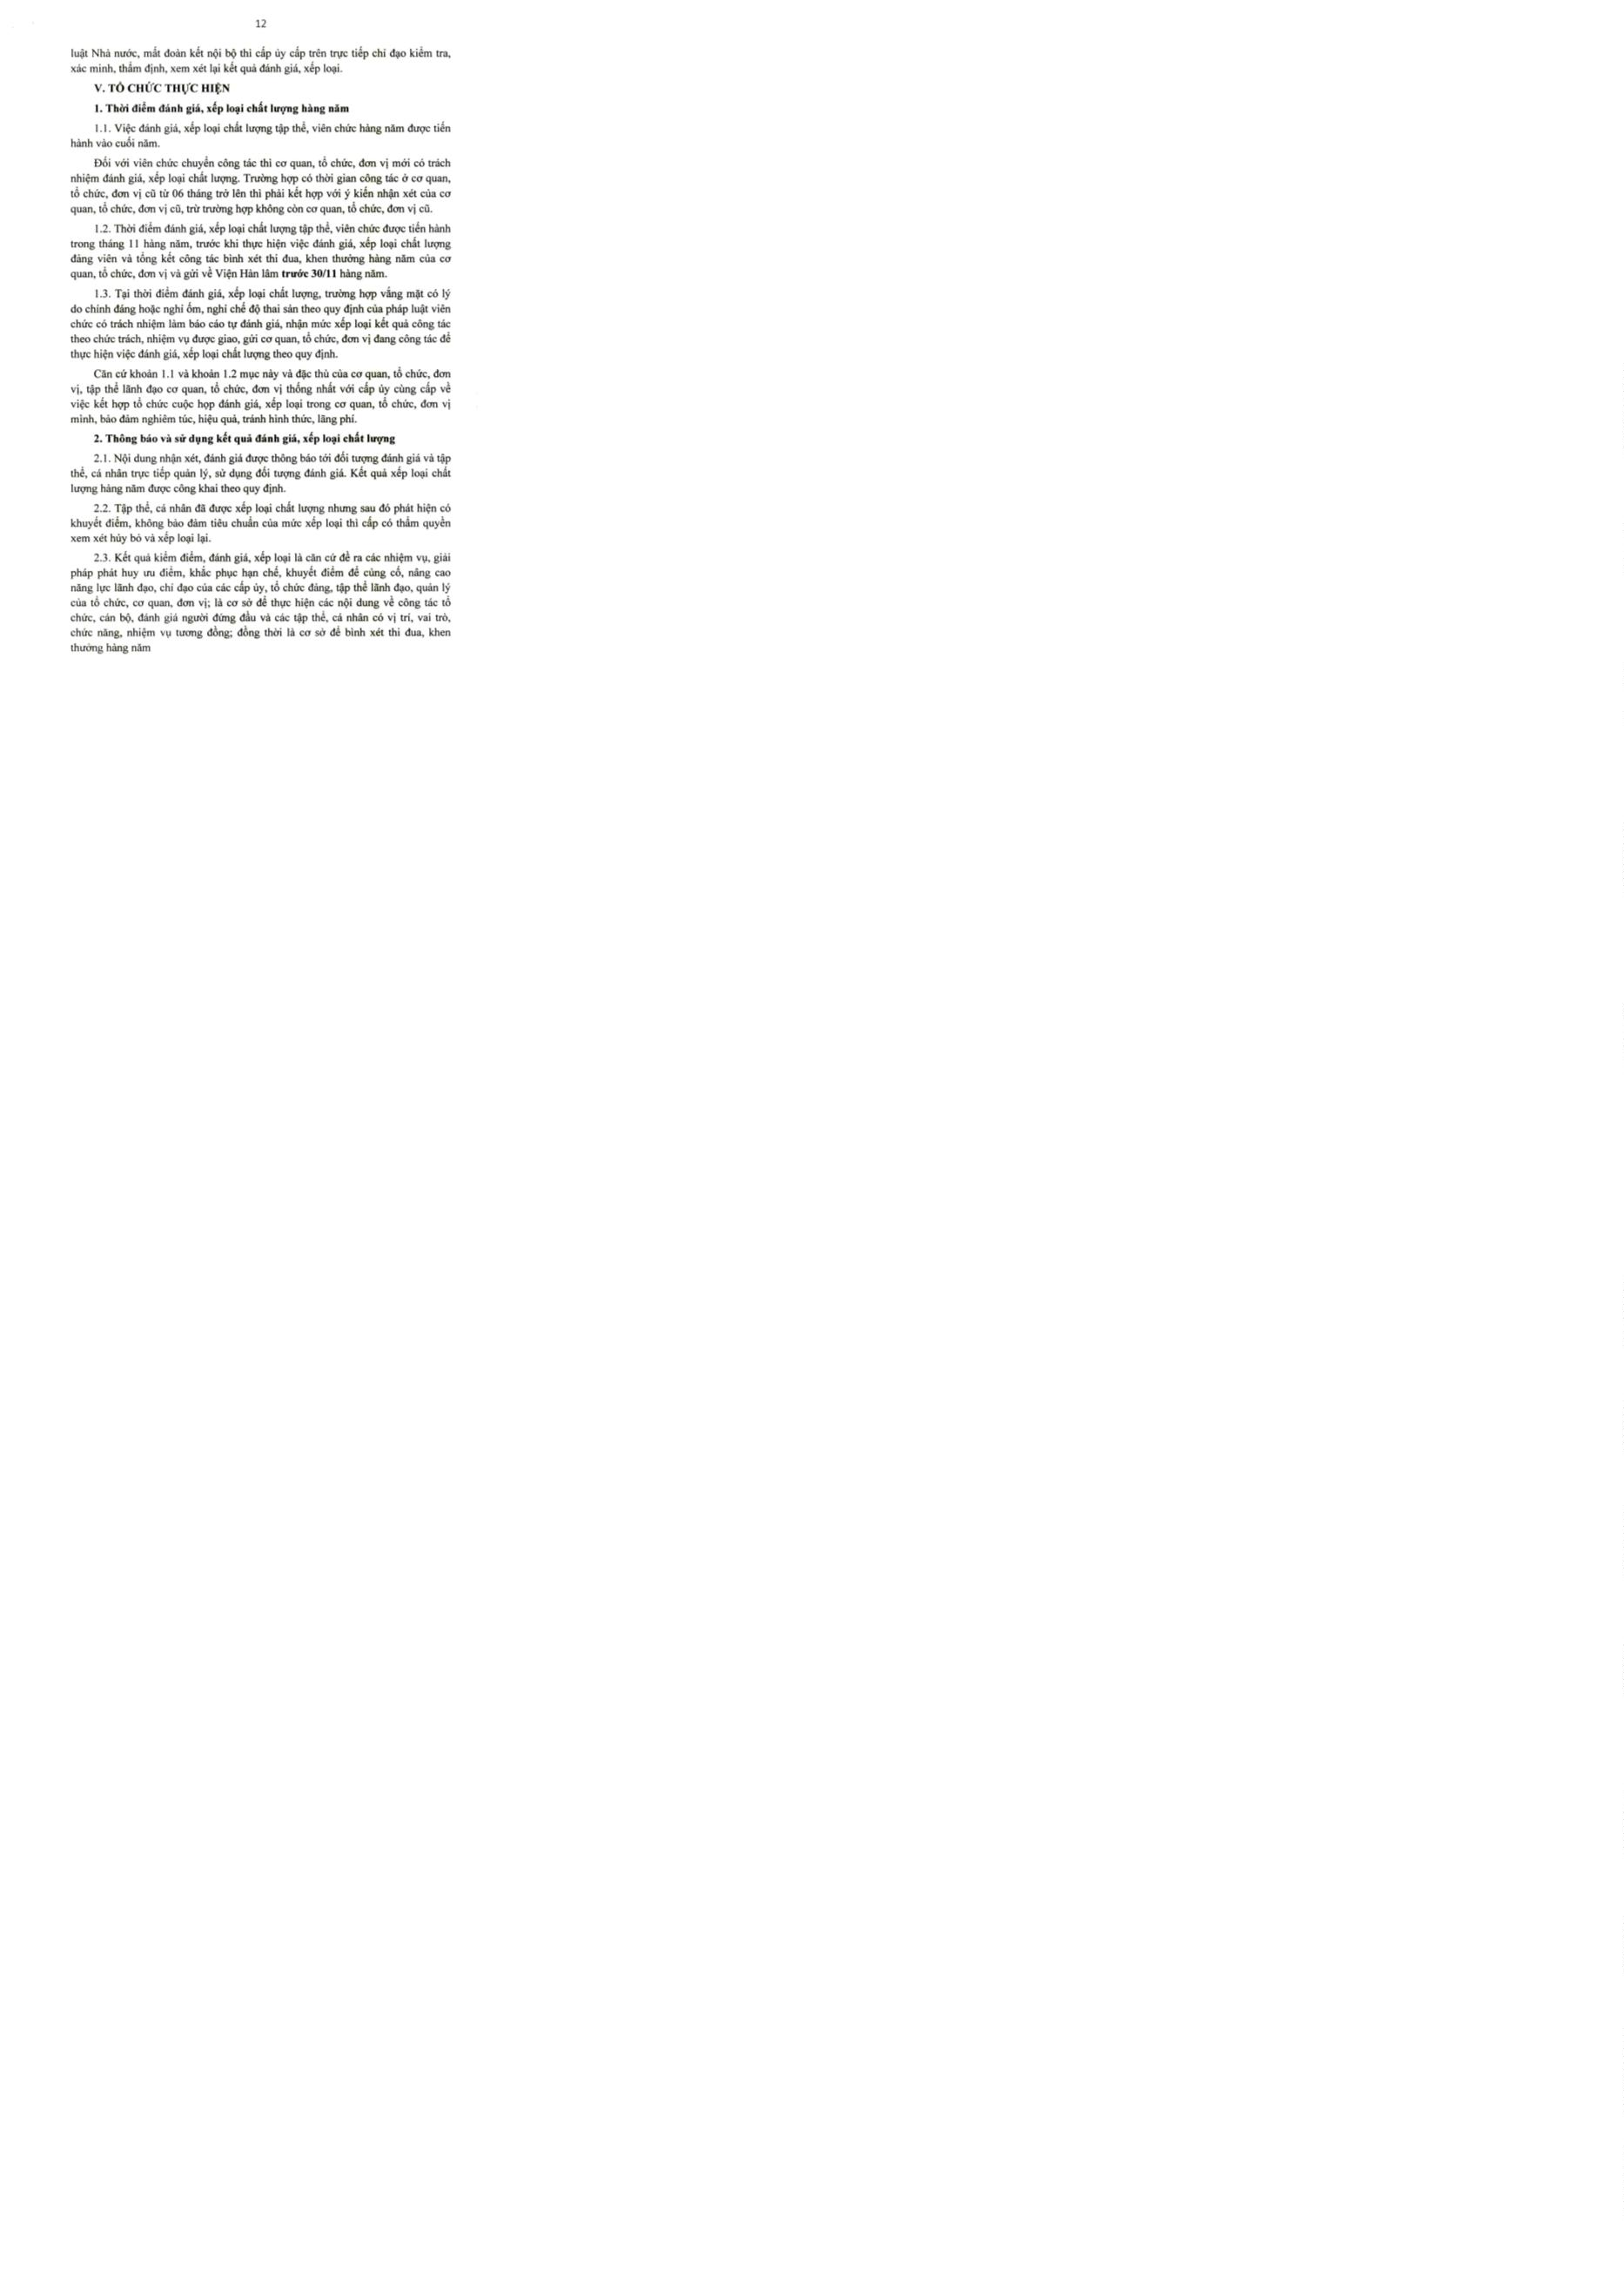 12
luật Nhà nước, mất đoàn kết nội bộ thì cấp ủy cấp trên trực tiếp chỉ đạo kiểm tra,
xác minh, thẩm định, xem xét lại kết quả đánh giá, xếp loại.
V. TỔ CHỨC THỰC HIỆN
1. Thời điểm đánh giá, xếp loại chất lượng hàng năm
1.1. Việc đánh giá, xếp loại chất lượng tập thể, viên chức hàng năm được tiến
hành vào cuối năm.
Đối với viên chức chuyển công tác thì cơ quan, tổ chức, đơn vị mới có trách
nhiệm đánh giá, xếp loại chất lượng. Trường hợp có thời gian công tác ở cơ quan,
tổ chức, đơn vị cũ từ 06 tháng trở lên thì phải kết hợp với ý kiến nhận xét của cơ
quan, tổ chức, đơn vị cũ, trừ trường hợp không còn cơ quan, tổ chức, đơn vị cũ.
1.2. Thời điểm đánh giá, xếp loại chất lượng tập thể, viên chức được tiến hành
trong tháng 11 hàng năm, trước khi thực hiện việc đánh giá, xếp loại chất lượng
đảng viên và tổng kết công tác bình xét thi đua, khen thưởng hàng năm của cơ
quan, tổ chức, đơn vị và gửi về Viện Hàn lâm trước 30/11 hàng năm.
1.3. Tại thời điểm đánh giá, xếp loại chất lượng, trường hợp vắng mặt có lý
do chính đáng hoặc nghỉ ốm, nghỉ chế độ thai sản theo quy định của pháp luật viên
chức có trách nhiệm làm báo cáo tự đánh giá, nhận mức xếp loại kết quả công tác
theo chức trách, nhiệm vụ được giao, gửi cơ quan, tổ chức, đơn vị đang công tác để
thực hiện việc đánh giá, xếp loại chất lượng theo quy định.
Căn cứ khoản 1.1 và khoản 1.2 mục này và đặc thù của cơ quan, tổ chức, đơn
vị, tập thể lãnh đạo cơ quan, tổ chức, đơn vị thống nhất với cấp ủy cùng cấp về
việc kết hợp tổ chức cuộc họp đánh giá, xếp loại trong cơ quan, tổ chức, đơn vị
mình, bảo đảm nghiêm túc, hiệu quả, tránh hình thức, lãng phí.
2. Thông báo và sử dụng kết quả đánh giá, xếp loại chất lượng
2.1. Nội dung nhận xét, đánh giá được thông báo tới đối tượng đánh giá và tập
thể, cá nhân trực tiếp quản lý, sử dụng đối tượng đánh giá. Kết quả xếp loại chất
lượng hàng năm được công khai theo quy định.
2.2. Tập thể, cá nhân đã được xếp loại chất lượng nhưng sau đó phát hiện có
khuyết điểm, không bảo đảm tiêu chuẩn của mức xếp loại thì cấp có thẩm quyền
xem xét hủy bỏ và xếp loại lại.
2.3. Kết quả kiểm điểm, đánh giá, xếp loại là căn cứ đề ra các nhiệm vụ, giải
pháp phát huy ưu điểm, khắc phục hạn chế, khuyết điểm để củng cố, nâng cao
năng lực lãnh đạo, chỉ đạo của các cấp ủy, tổ chức đảng, tập thể lãnh đạo, quản lý
của tổ chức, cơ quan, đơn vị; là cơ sở để thực hiện các nội dung về công tác tổ
chức, cán bộ, đánh giá người đứng đầu và các tập thể, cá nhân có vị trí, vai trò,
chức năng, nhiệm vụ tương đồng; đồng thời là cơ sở để bình xét thi đua, khen
thưởng hàng năm